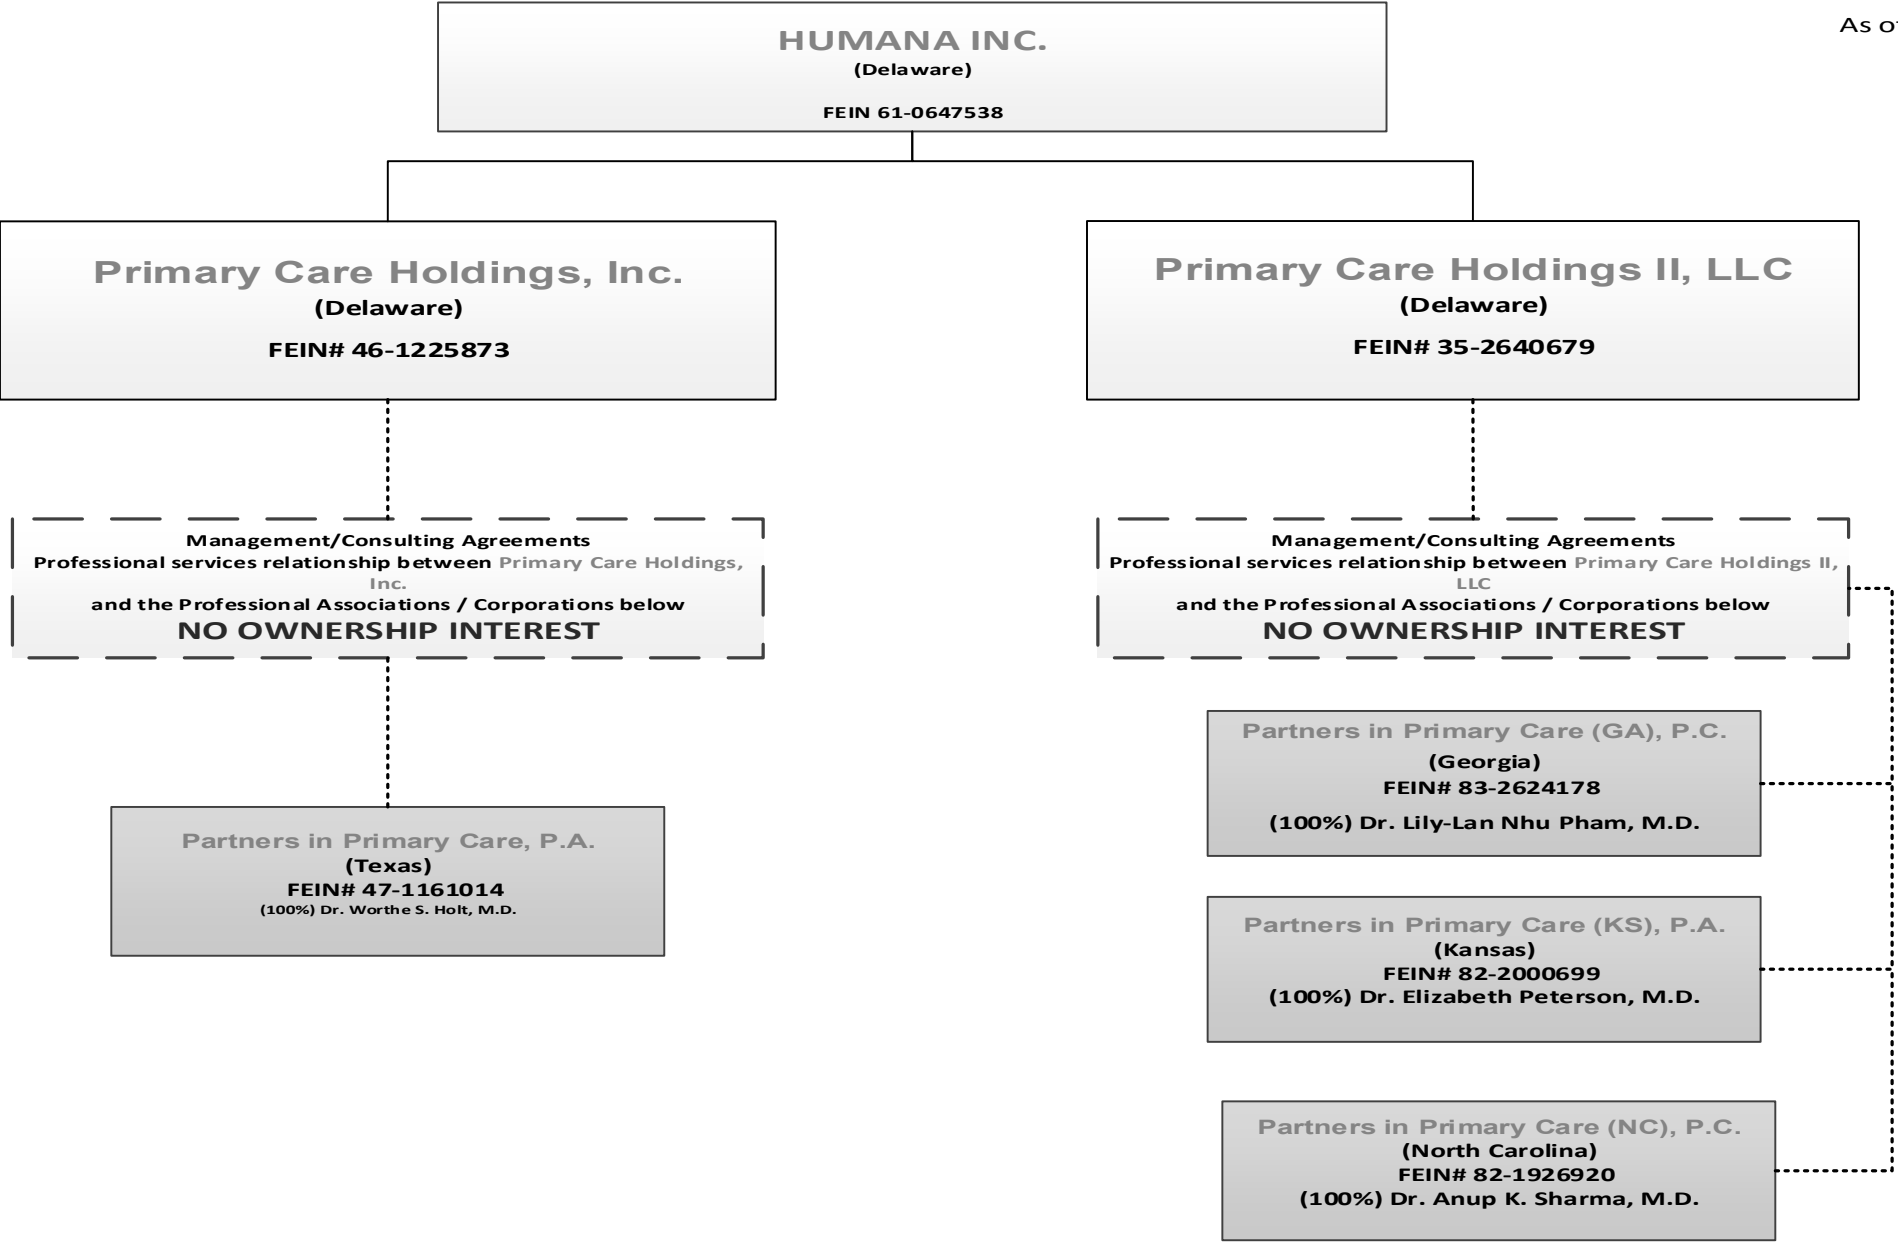 As of
HUMANA INC.
(Delaware)
FEIN 61-0647538
Primary Care Holdings, Inc.
(Delaware)
FEIN# 46-1225873
Primary Care Holdings II, LLC
(Delaware)
FEIN# 35-2640679
Management/Consulting Agreements
Professional services relationship between Primary Care Holdings,
Inc.
and the Professional Associations / Corporations below
NO OWNERSHIP INTEREST
Management/Consulting Agreements
Professional services relationship between Primary Care Holdings II,
LLC
and the Professional Associations / Corporations below
NO OWNERSHIP INTEREST
Partners in Primary Care, P.A.
(Texas)
FEIN# 47-1161014
(100%) Dr. Worthe S. Holt, M.D.
Partners in Primary Care (GA), P.C.
(Georgia)
FEIN# 83-2624178
(100%) Dr. Lily-Lan Nhu Pham, M.D.
Partners in Primary Care (KS), P.A.
(Kansas)
FEIN# 82-2000699
(100%) Dr. Elizabeth Peterson, M.D.
Partners in Primary Care (NC), P.C.
(North Carolina)
FEIN# 82-1926920
(100%) Dr. Anup K. Sharma, M.D.